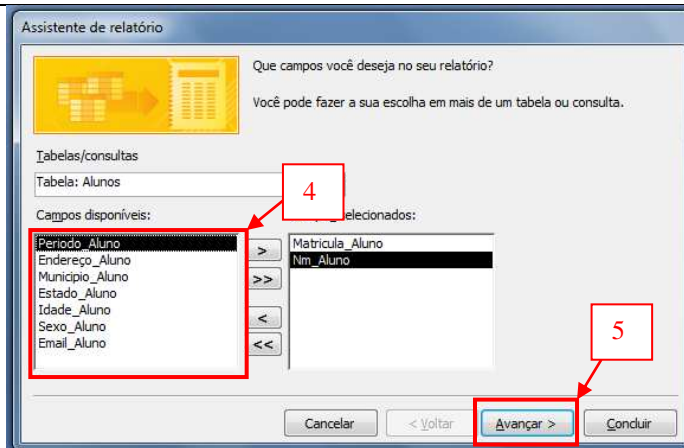 Assistente de relatório
Que campos você deseja no seu relatório?
Você pode fazer a sua escolha em mais de um tabela ou consulta.
Tabelas/consultas
Tabela: Alunos
4
Campos disponíveis:
elecionados:
Periodo_Aluno
Endereço_Aluno
Municipio_Aluno
Estado_Aluno
Idade_Aluno
Sexo_Aluno
Email_Aluno
>
>>
<
<<
Matricula_Aluno
Nm_Aluno
5
Cancelar
< Voltar
Avançar >
Concluir